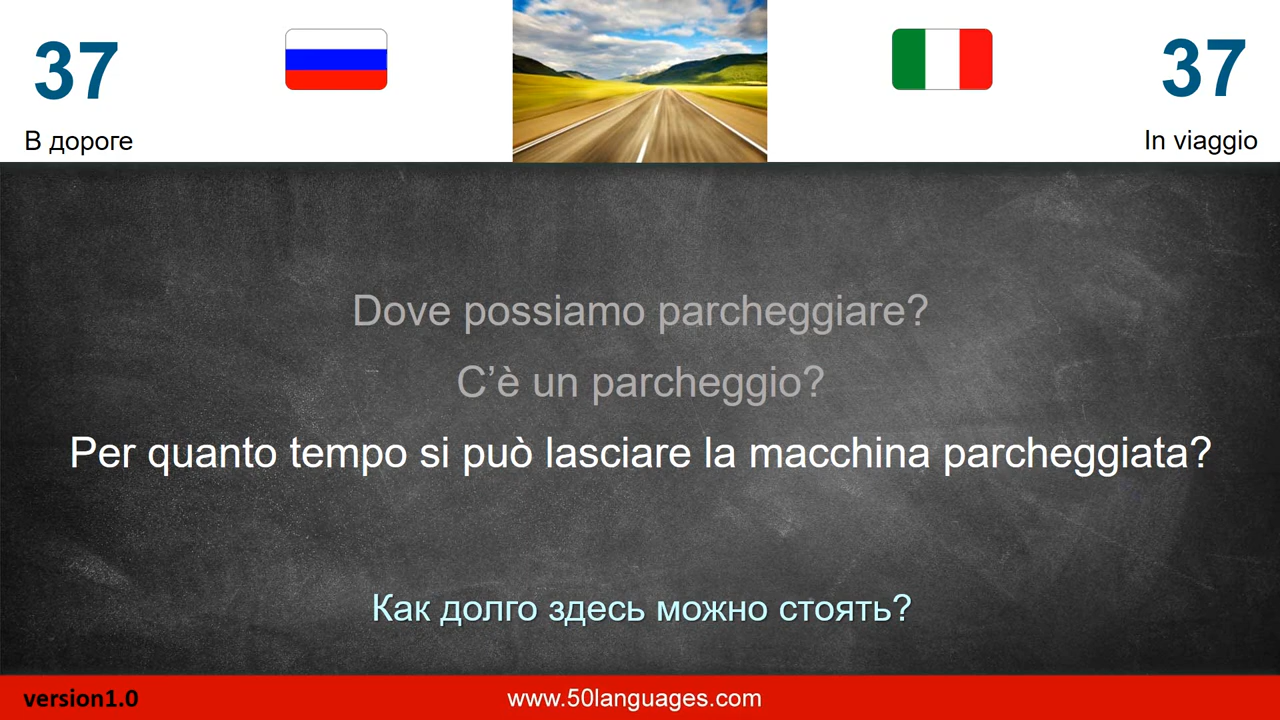 37
37
В дороге
In viaggio
Dove possiamo parcheggiare?
C’è un parcheggio?
Per quanto tempo si può lasciare la macchina parcheggiata?
Как долго здесь можно стоять?
version1.0
www.50languages.com